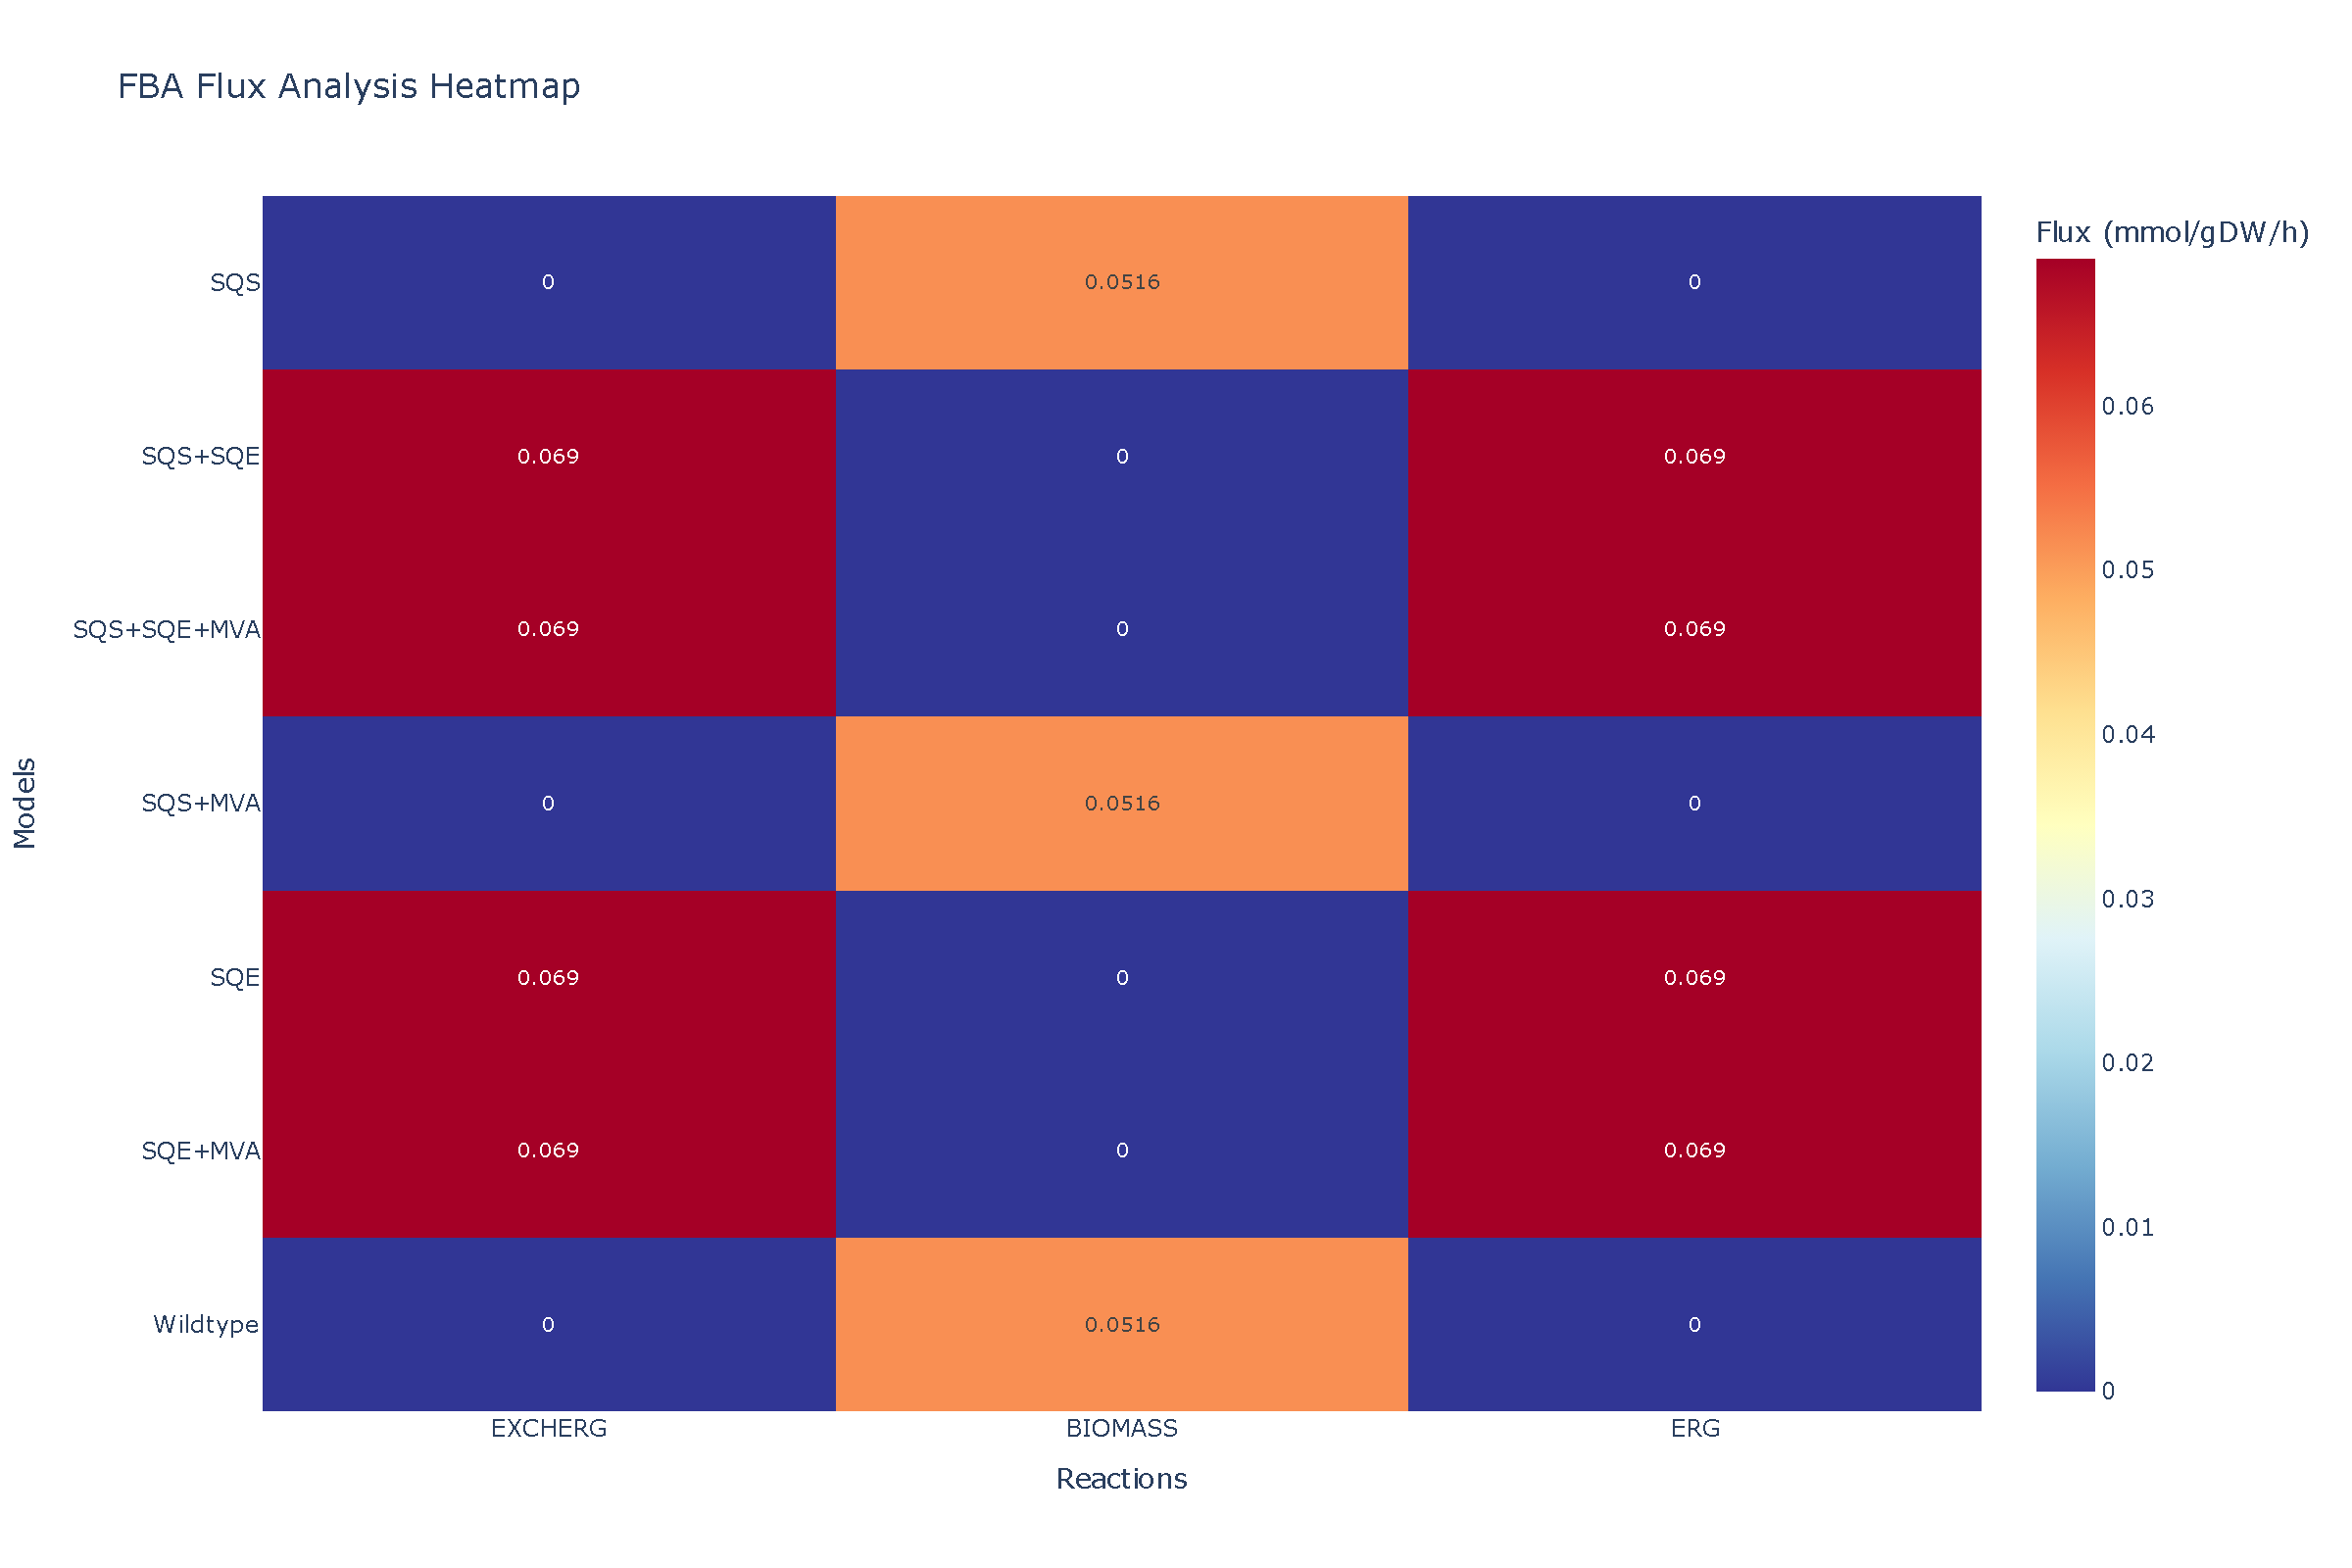 FBA Flux Analysis Heatmap
Flux (mmol/gDW/h)
SQS 0 0.0516 0
0.06
SQS+SQE 0.069 0 0.069
0.05
SQS+SQE+MVA 0.069 0 0.069
0.04
SQS+MVA 0 0.0516 0
Models
0.03
SQE 0.069 0 0.069
0.02
SQE+MVA 0.069 0 0.069
0.01
Wildtype 0 0.0516 0
0
EXCHERG BIOMASS ERG
Reactions